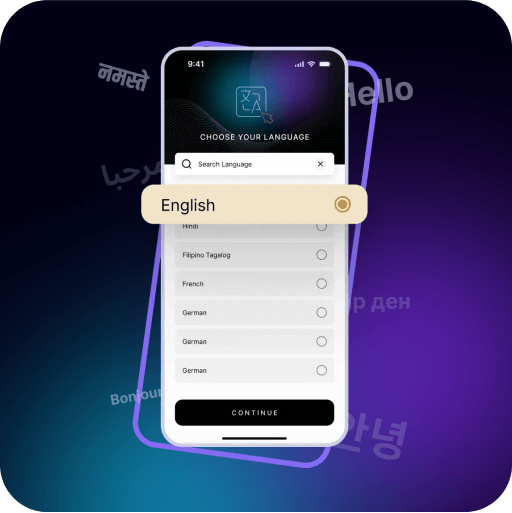 नमस्ते
Hello
مرحبا
9:41
CHOOSE YOUR LANGUAGE
Search Language
English
Hindi
Filipino Tagalog
French
German
German
German
CONTINUE
Bonjour
안녕